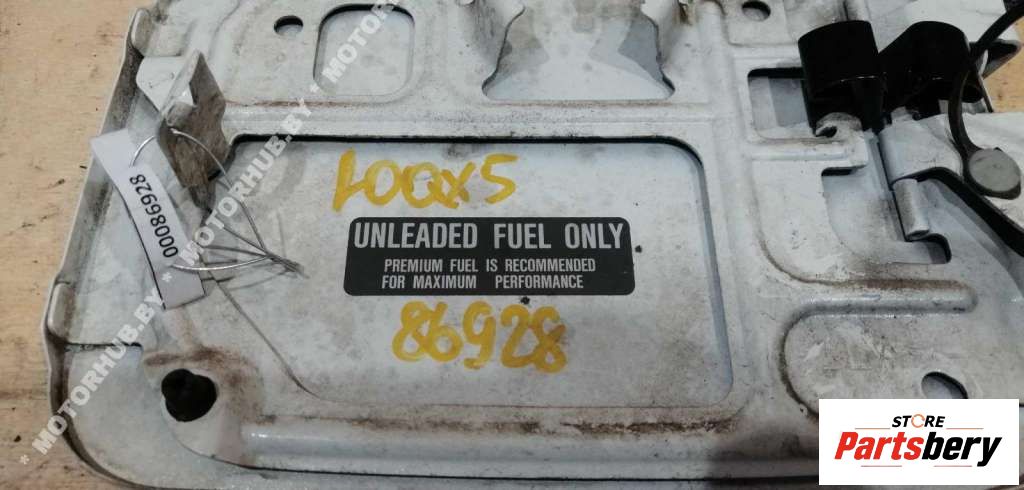 LOQX5
UNLEADED FUEL ONLY
PREMIUM FUEL IS RECOMMENDED
FOR MAXIMUM PERFORMANCE
86928
00086928
* MOTORHUB.BY * MOTORHUB.BY * MOTORHUB.BY *
STORE
Partsbery